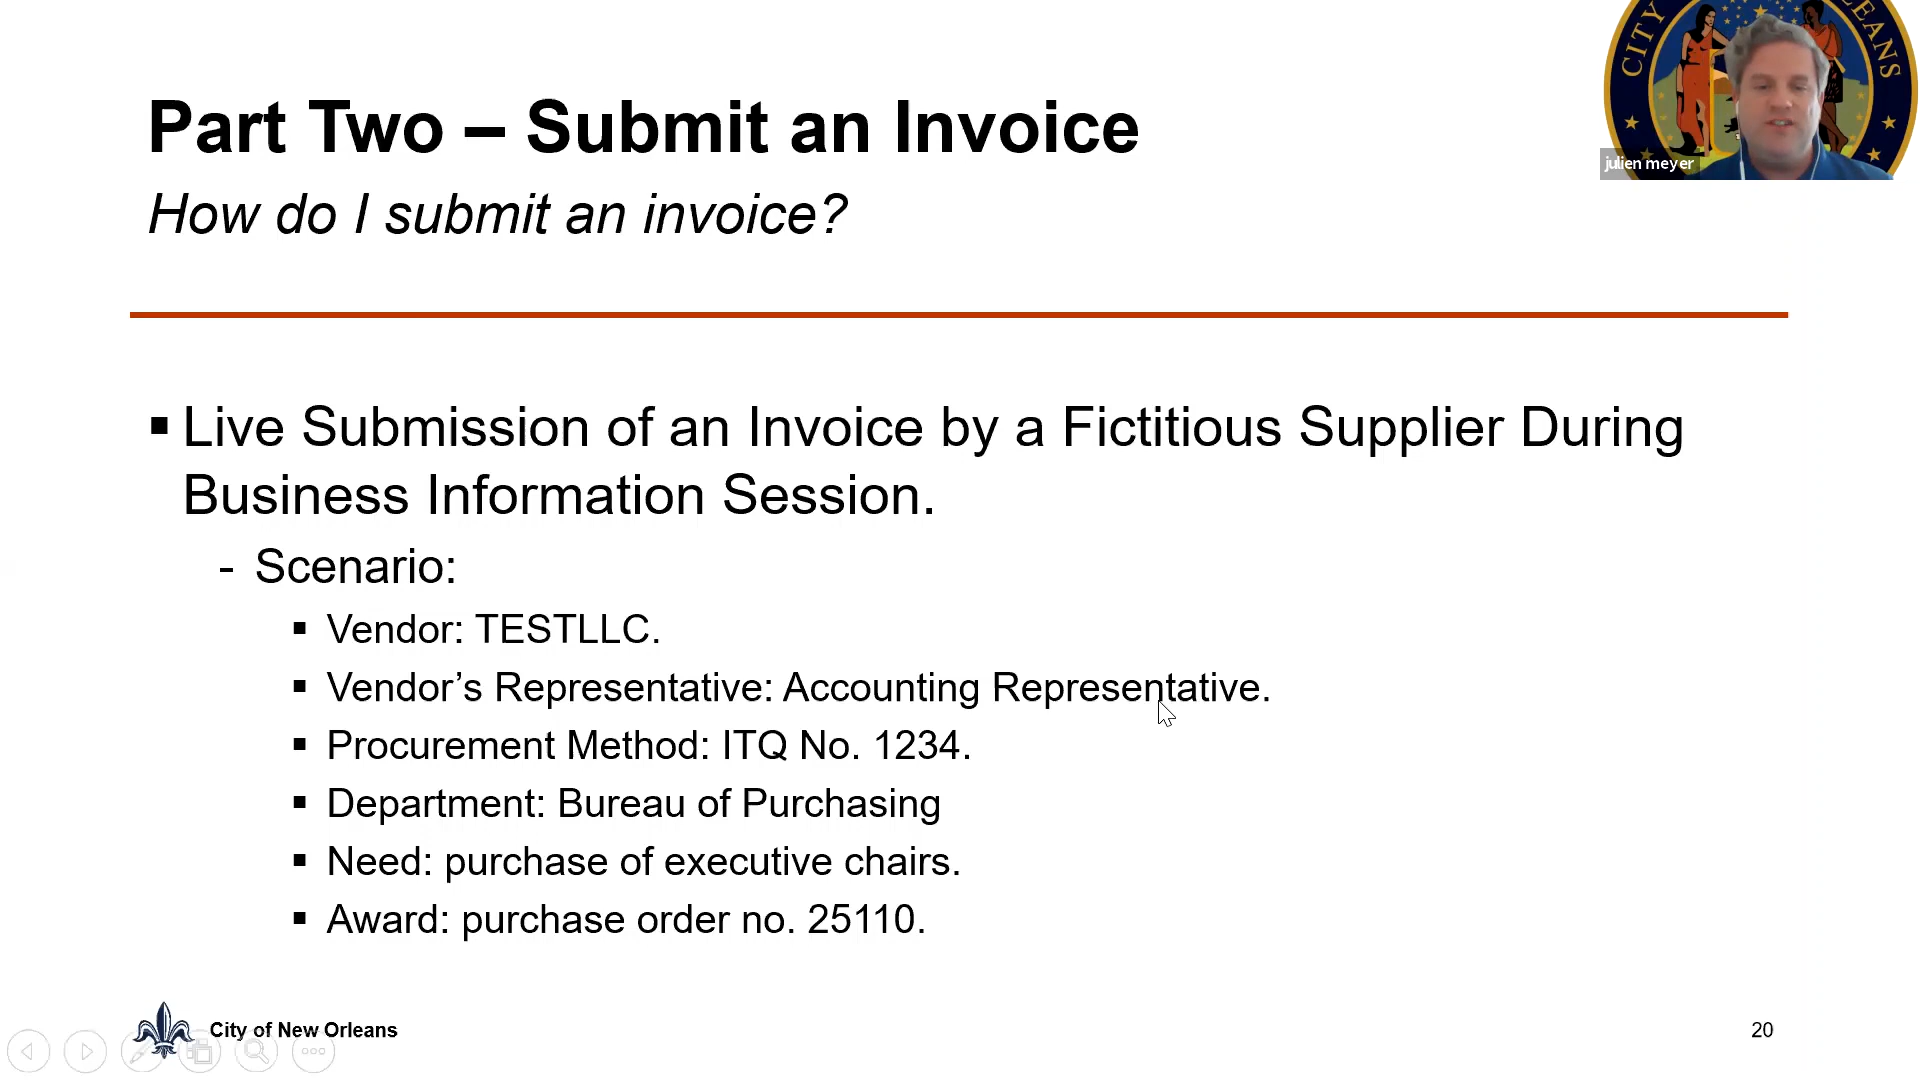 Part Two – Submit an Invoice
How do I submit an invoice?
CITY
LEANS
julien meyer
▪ Live Submission of an Invoice by a Fictitious Supplier During
Business Information Session.
- Scenario:
▪ Vendor: TESTLLC.
▪ Vendor’s Representative: Accounting Representative.
▪ Procurement Method: ITQ No. 1234.
▪ Department: Bureau of Purchasing
▪ Need: purchase of executive chairs.
▪ Award: purchase order no. 25110.
City of New Orleans
20